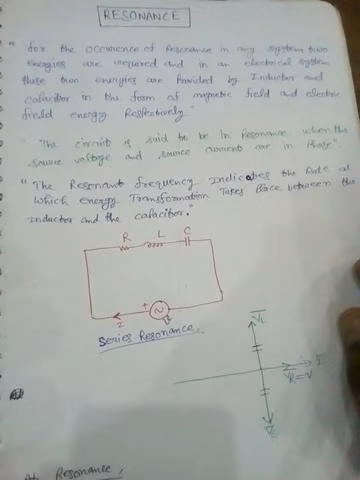 RESONANCE
" For the occurrence of Resonance in any system two
energies are required and in an electrical system
these two energies are Provided by Inductor and
capacitor in the form of magnetic field and electric
field energy Respectively"
" The circuit is said to be in Resonance when the
source voltage and source current are in Phase"
" The Resonant frequency Indicates the Rate at
which energy Transformation Takes Place between the
Inductor and the capacitor."
R L C
+
I
Series Resonance
VL
I
VR=V
VC
At Resonance,